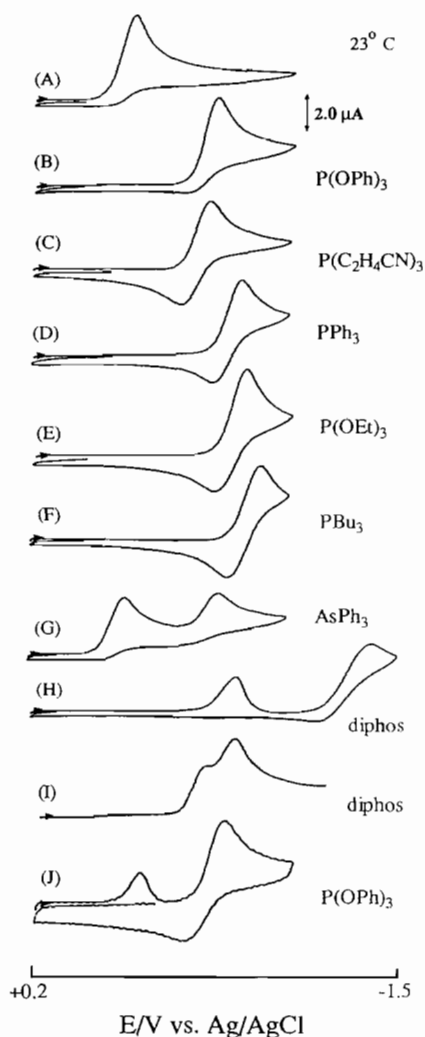 23° C
(A)
2.0 µA
(B)
P(OPh)3
(C)
P(C2H4CN)3
(D)
PPh3
(E)
P(OEt)3
(F)
PBu3
(G)
AsPh3
(H)
diphos
(I)
diphos
(J)
P(OPh)3
+0.2 -1.5
E/V vs. Ag/AgCl